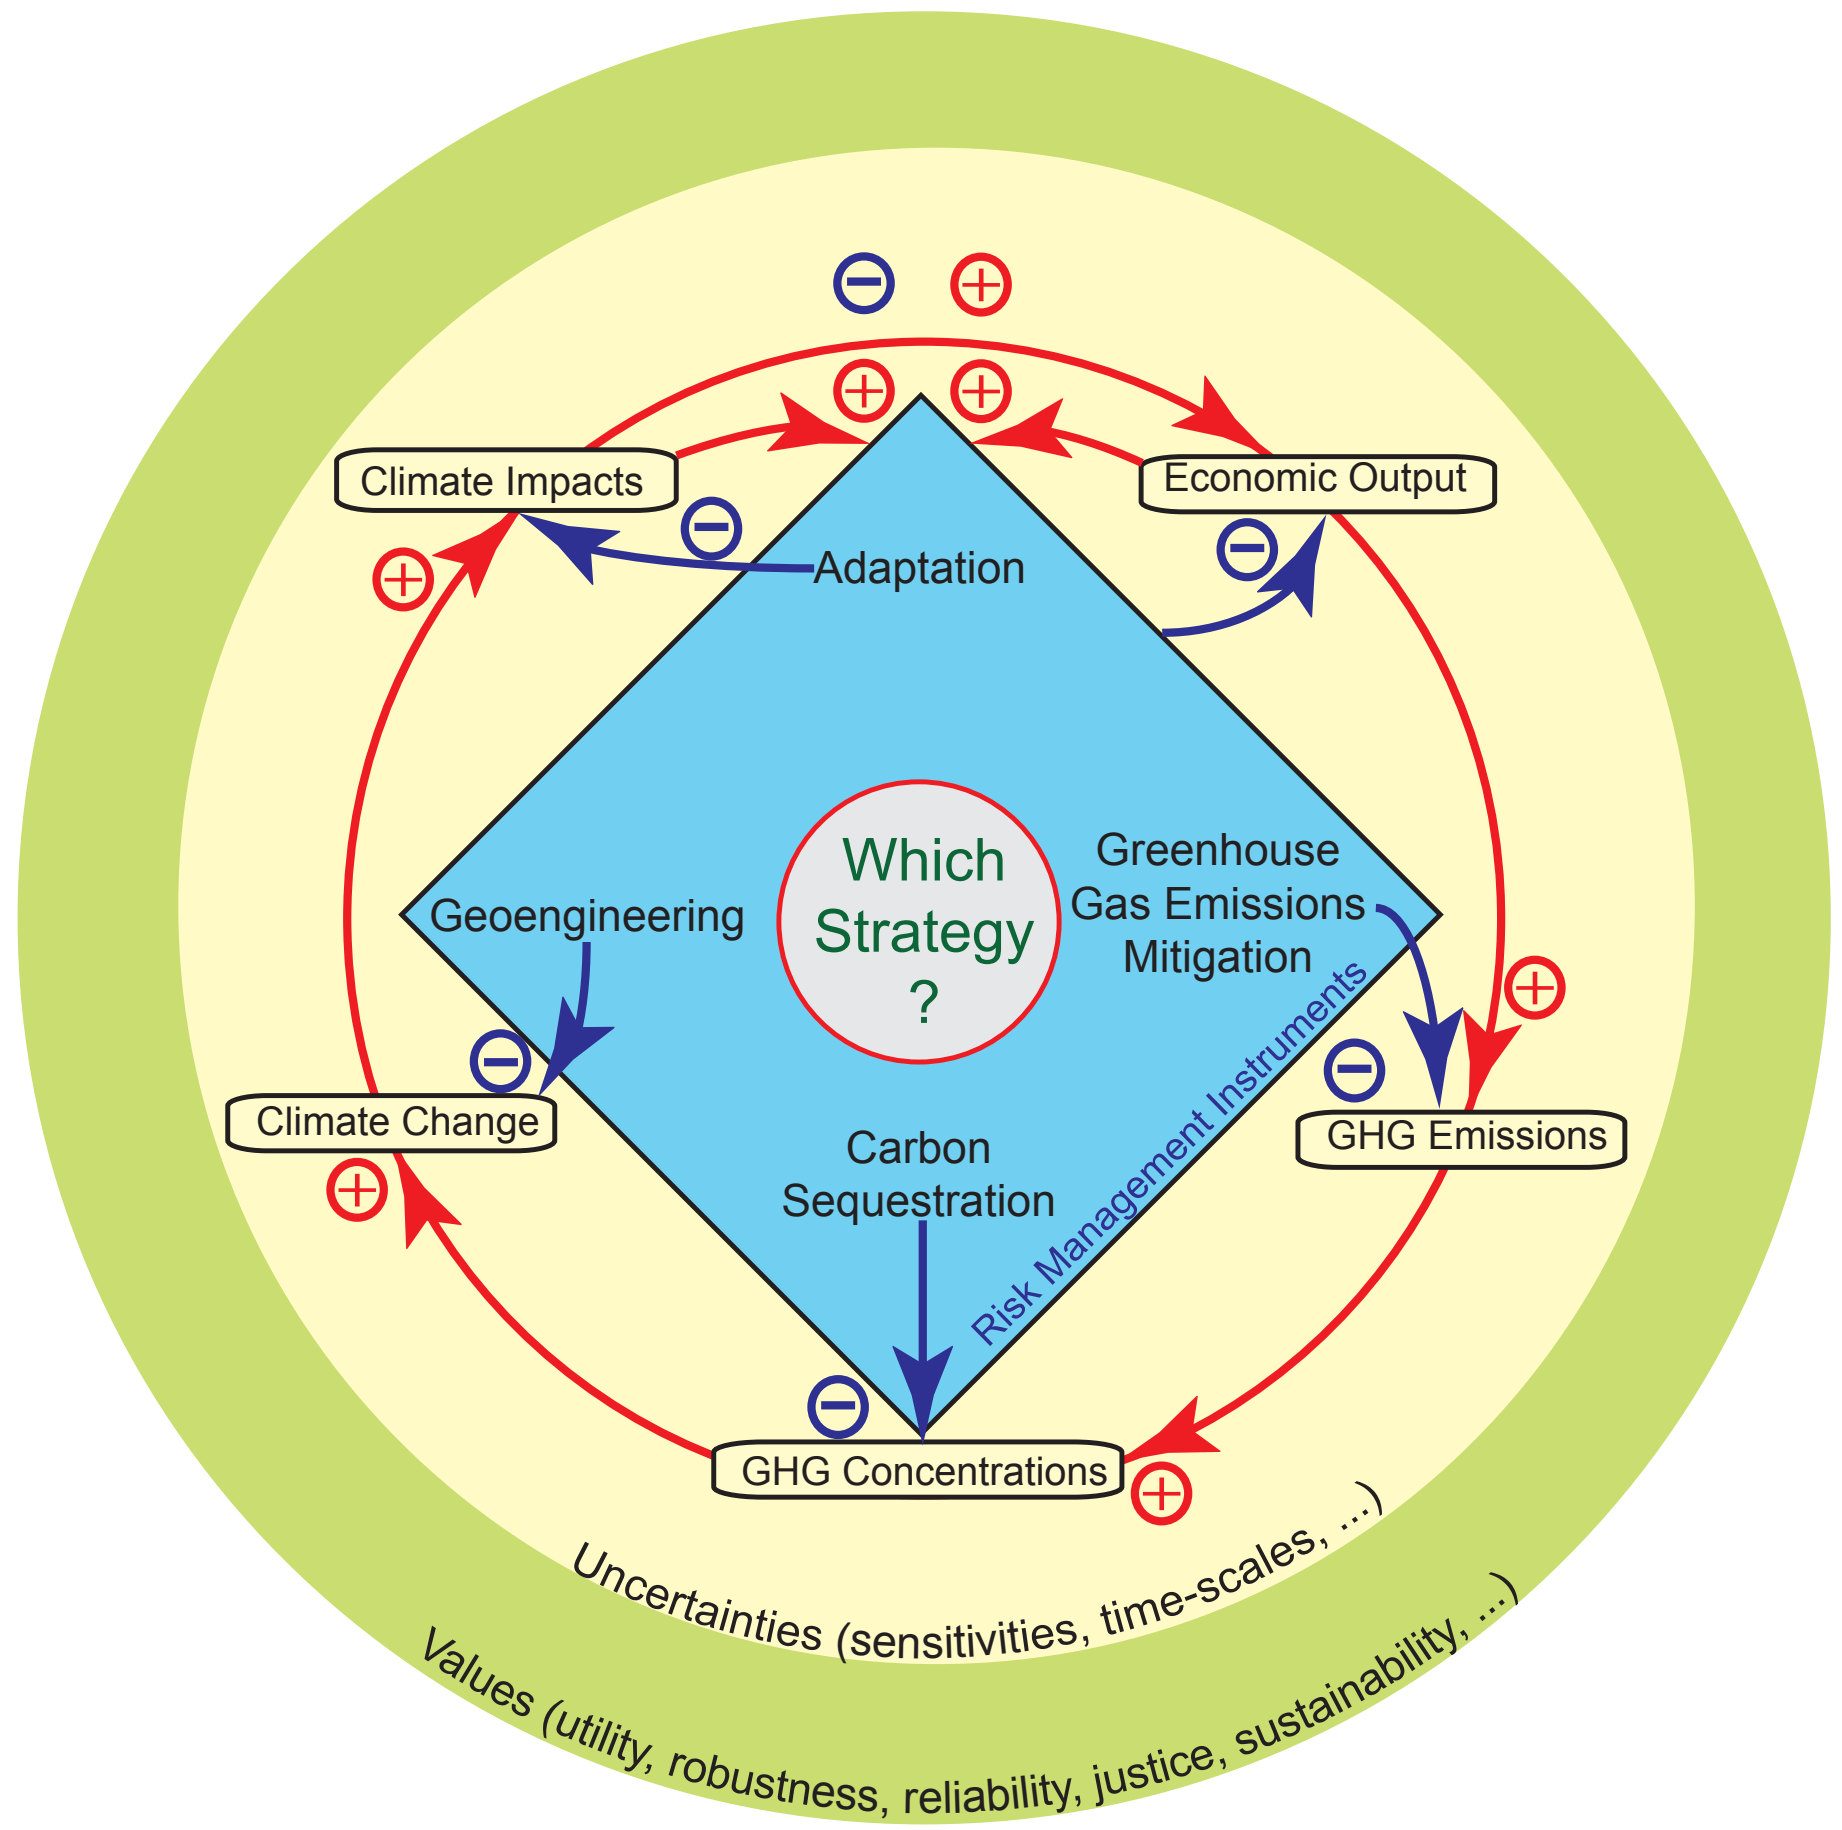 Climate Impacts
Economic Output
Adaptation
Greenhouse
Gas Emissions
Mitigation
Which
Strategy
?
Geoengineering
Risk Management Instruments
Climate Change
GHG Emissions
Carbon
Sequestration
GHG Concentrations
Uncertainties (sensitivities, time-scales, ...)
Values (utility, robustness, reliability, justice, sustainability, ...)